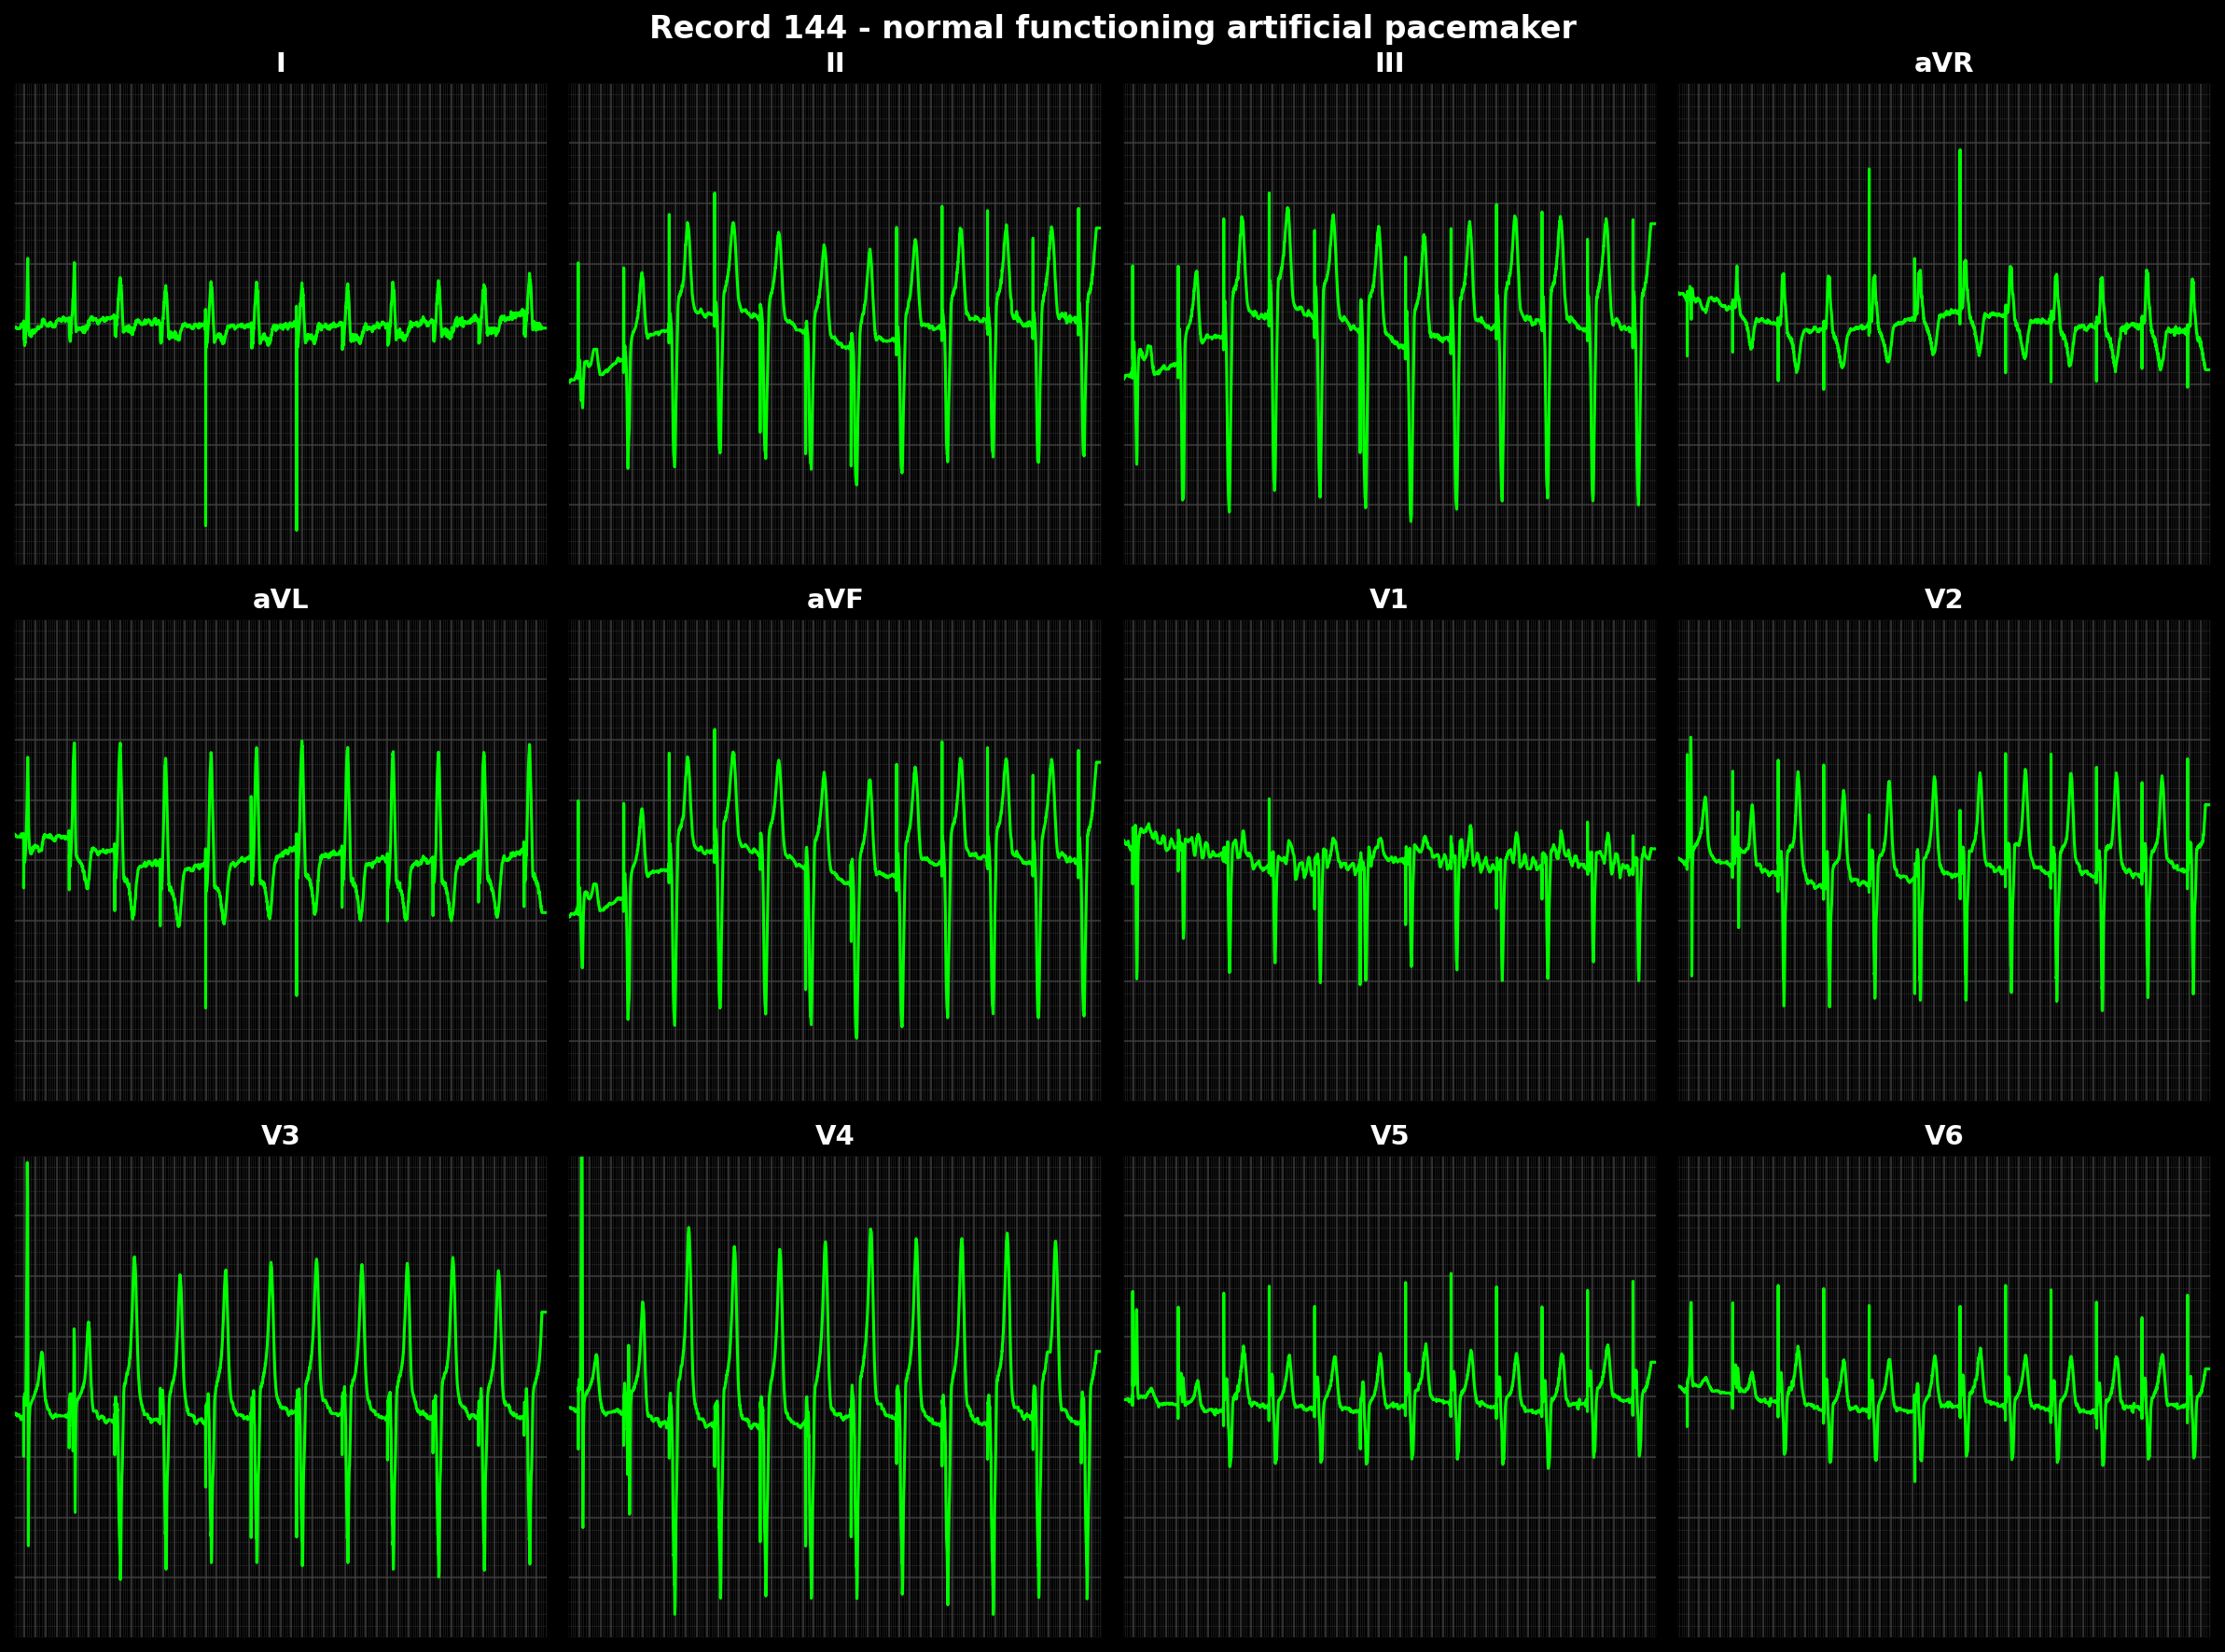 Record 144 - normal functioning artificial pacemaker
I II III aVR
aVL aVF V1 V2
V3 V4 V5 V6